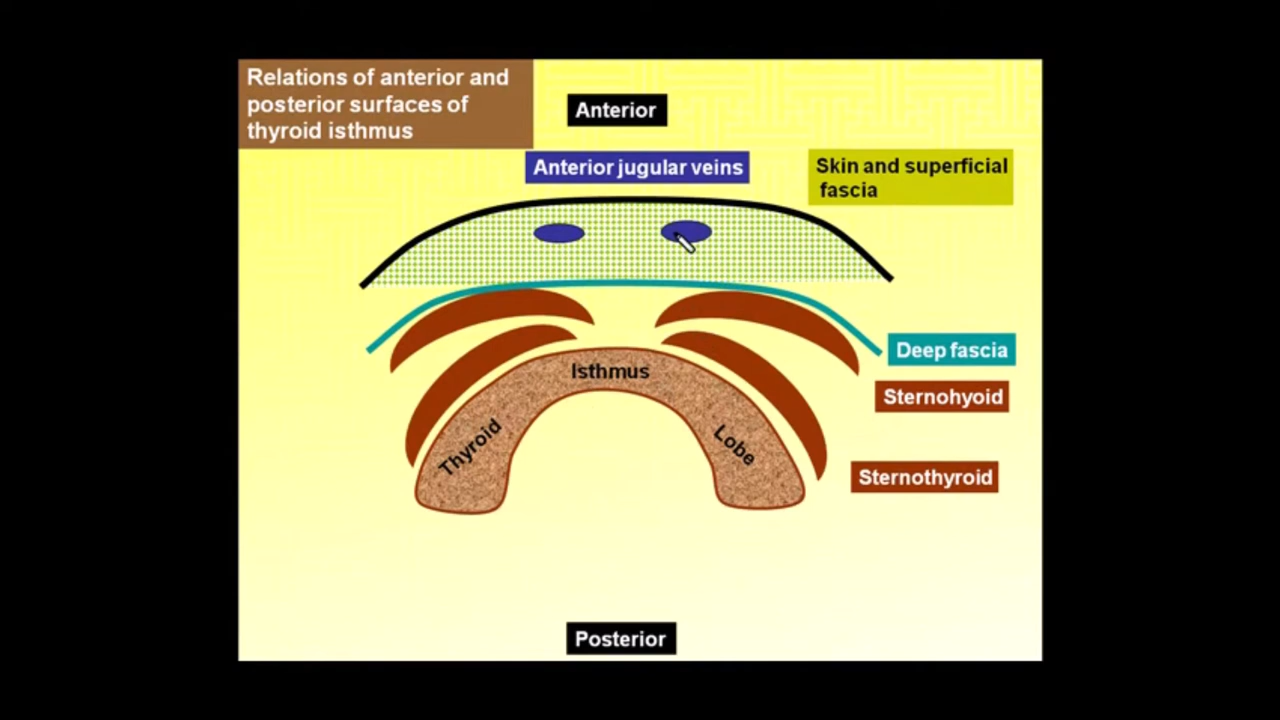 Relations of anterior and
posterior surfaces of
thyroid isthmus
Anterior
Anterior jugular veins
Skin and superficial
fascia
Deep fascia
Isthmus
Sternohyoid
Thyroid
Lobe
Sternothyroid
Posterior